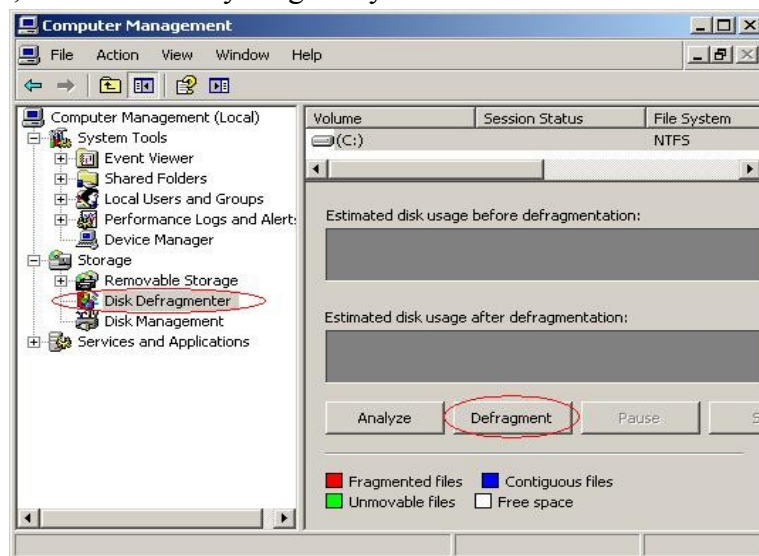 Computer Management
File Action View Window Help
Computer Management (Local)
System Tools
Event Viewer
Shared Folders
Local Users and Groups
Performance Logs and Alert
Device Manager
Storage
Removable Storage
Disk Defragmenter
Disk Management
Services and Applications
Volume Session Status File System
(C:) NTFS
Estimated disk usage before defragmentation:
Estimated disk usage after defragmentation:
Analyze Defragment Pause S
Fragmented files Contiguous files
Unmovable files Free space